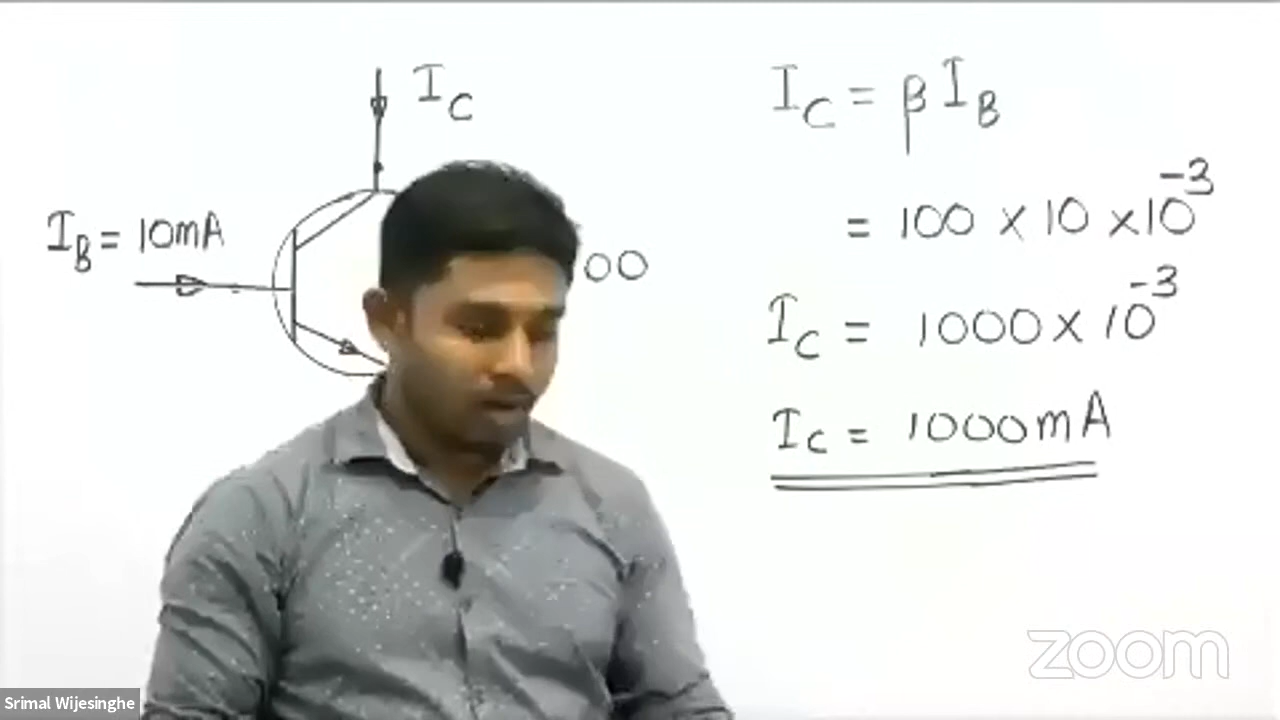 I_C
I_B = 10mA
00
I_C = β I_B
= 100 × 10 × 10⁻³
I_C = 1000 × 10⁻³
I_C = 1000mA
zoom
Srimal Wijesinghe